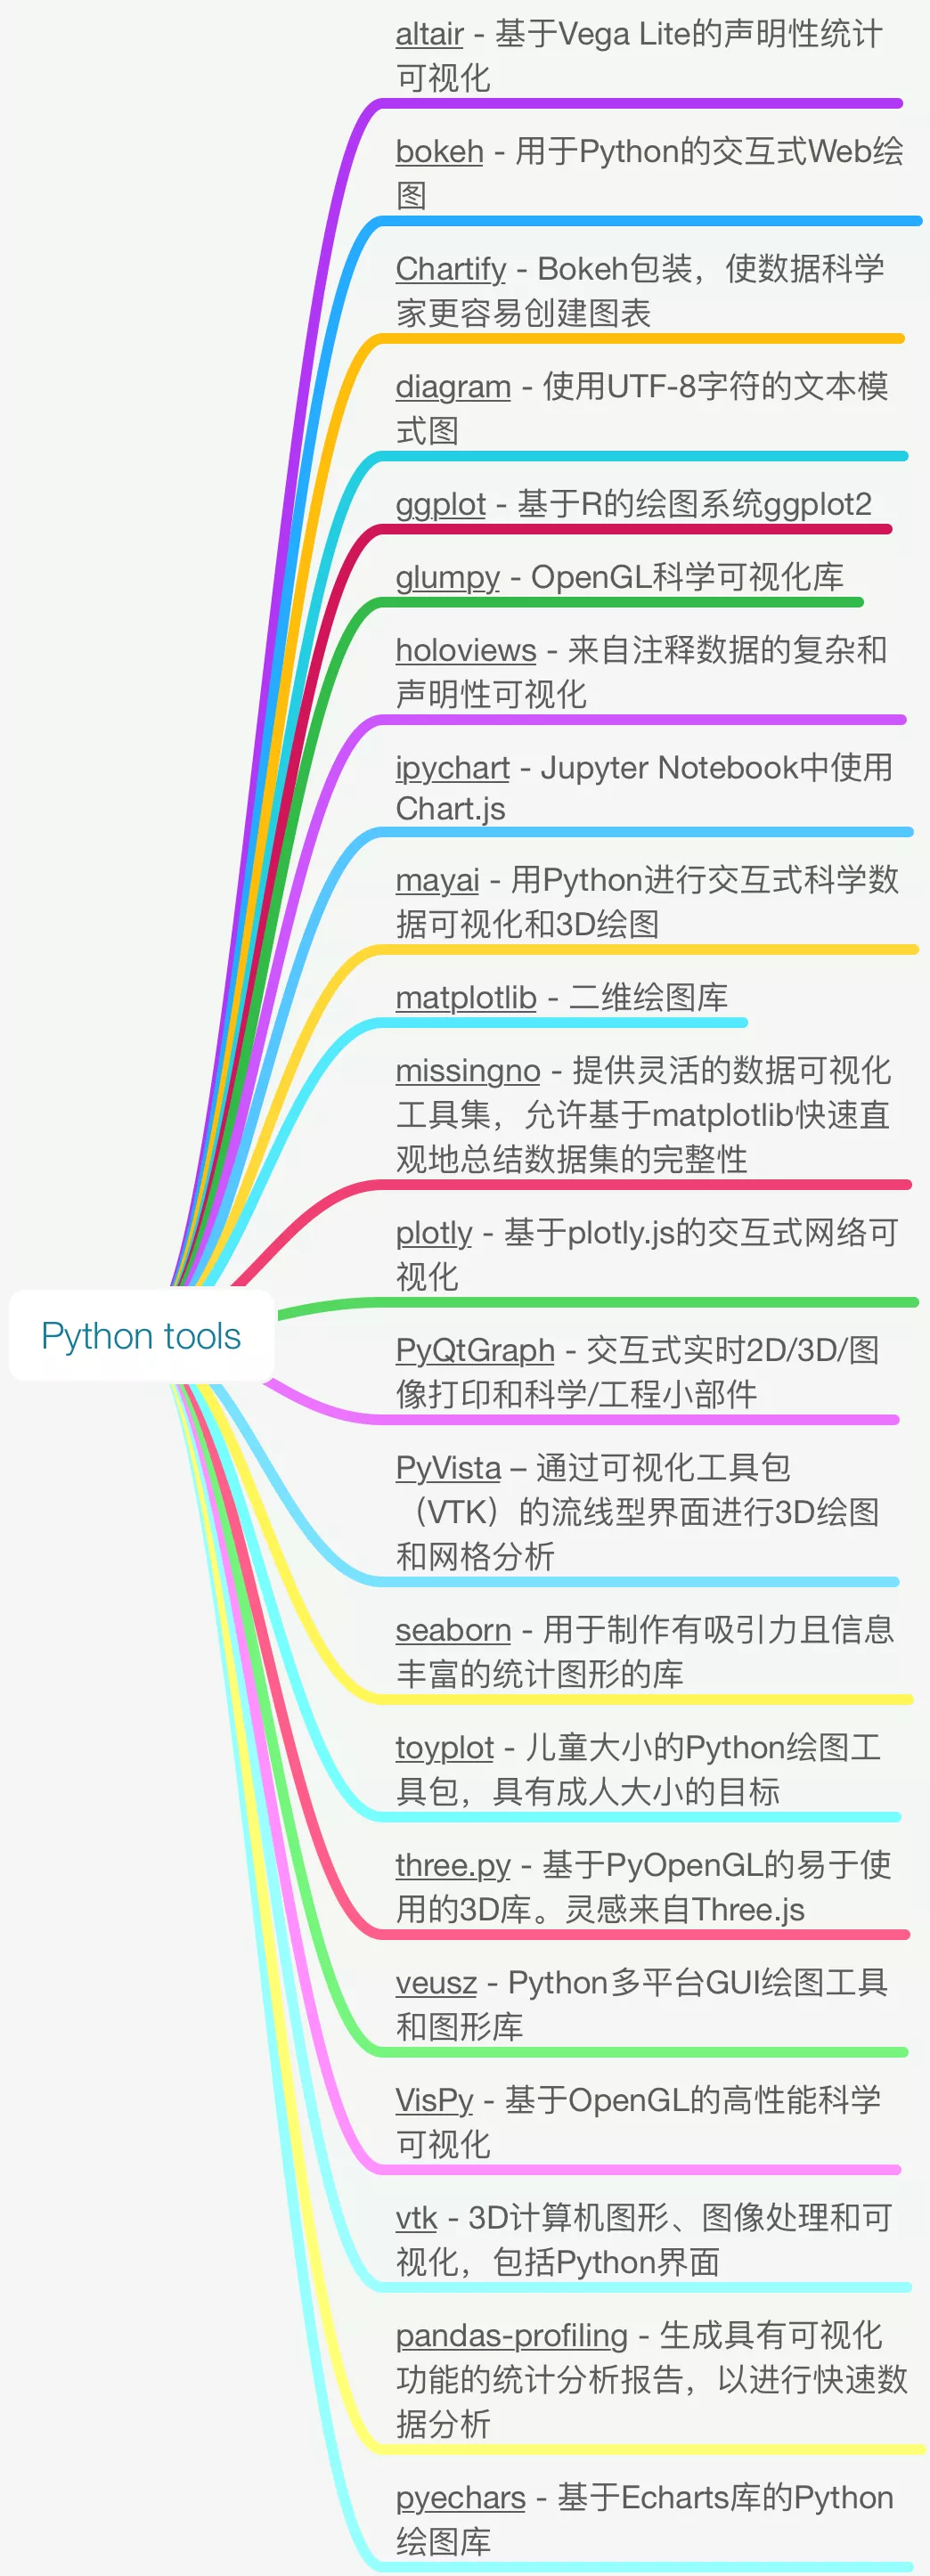 altair - 基于Vega Lite的声明性统计
可视化
bokeh - 用于Python的交互式Web绘
图
Chartify - Bokeh包装，使数据科学
家更容易创建图表
diagram - 使用UTF-8字符的文本模
式图
ggplot - 基于R的绘图系统ggplot2
glumpy - OpenGL科学可视化库
holoviews - 来自注释数据的复杂和
声明性可视化
ipychart - Jupyter Notebook中使用
Chart.js
mayai - 用Python进行交互式科学数
据可视化和3D绘图
matplotlib - 二维绘图库
missingno - 提供灵活的数据可视化
工具集，允许基于matplotlib快速直
观地总结数据集的完整性
plotly - 基于plotly.js的交互式网络可
视化
Python tools
PyQtGraph - 交互式实时2D/3D/图
像打印和科学/工程小部件
PyVista – 通过可视化工具包
（VTK）的流线型界面进行3D绘图
和网格分析
seaborn - 用于制作有吸引力且信息
丰富的统计图形的库
toyplot - 儿童大小的Python绘图工
具包，具有成人大小的目标
three.py - 基于PyOpenGL的易于使
用的3D库。灵感来自Three.js
veusz - Python多平台GUI绘图工具
和图形库
VisPy - 基于OpenGL的高性能科学
可视化
vtk - 3D计算机图形、图像处理和可
视化，包括Python界面
pandas-profiling - 生成具有可视化
功能的统计分析报告，以进行快速数
据分析
pyechars - 基于Echarts库的Python
绘图库